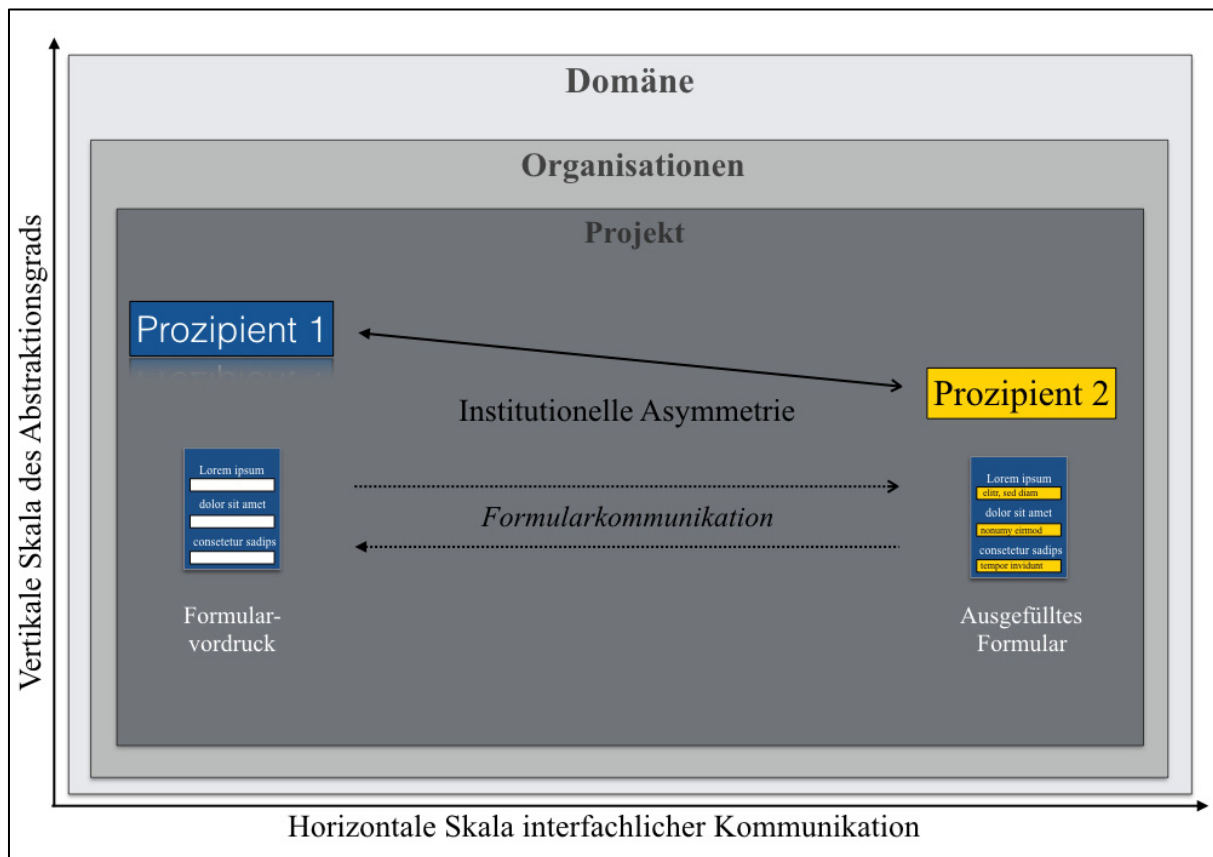 Domäne
Organisationen
Projekt
Prozipient 1
Prozipient 2
Institutionelle Asymmetrie
Lorem ipsum
dolor sit amet
consetetur sadips
Formularkommunikation
Lorem ipsum
elitr, sed diam
dolor sit amet
nonumy eirmod
consetetur sadips
tempor invidunt
Formular-
vordruck
Ausgefülltes
Formular
Vertikale Skala des Abstraktionsgrads
Horizontale Skala interfachlicher Kommunikation